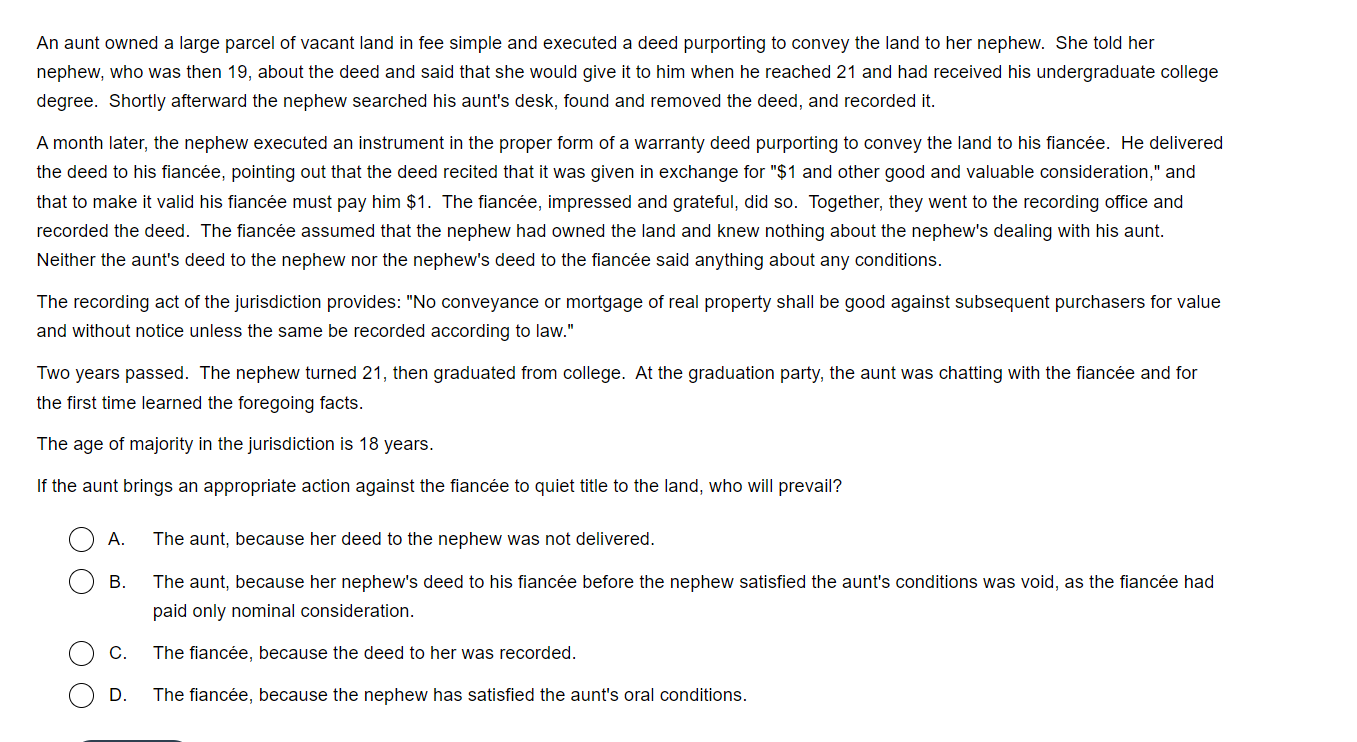 An aunt owned a large parcel of vacant land in fee simple and executed a deed purporting to convey the land to her nephew.  She told her
nephew, who was then 19, about the deed and said that she would give it to him when he reached 21 and had received his undergraduate college
degree.  Shortly afterward the nephew searched his aunt's desk, found and removed the deed, and recorded it.
A month later, the nephew executed an instrument in the proper form of a warranty deed purporting to convey the land to his fiancée.  He delivered
the deed to his fiancée, pointing out that the deed recited that it was given in exchange for "$1 and other good and valuable consideration," and
that to make it valid his fiancée must pay him $1.  The fiancée, impressed and grateful, did so.  Together, they went to the recording office and
recorded the deed.  The fiancée assumed that the nephew had owned the land and knew nothing about the nephew's dealing with his aunt.
Neither the aunt's deed to the nephew nor the nephew's deed to the fiancée said anything about any conditions.
The recording act of the jurisdiction provides: "No conveyance or mortgage of real property shall be good against subsequent purchasers for value
and without notice unless the same be recorded according to law."
Two years passed.  The nephew turned 21, then graduated from college.  At the graduation party, the aunt was chatting with the fiancée and for
the first time learned the foregoing facts.
The age of majority in the jurisdiction is 18 years.
If the aunt brings an appropriate action against the fiancée to quiet title to the land, who will prevail?
A. The aunt, because her deed to the nephew was not delivered.
B. The aunt, because her nephew's deed to his fiancée before the nephew satisfied the aunt's conditions was void, as the fiancée had
paid only nominal consideration.
C. The fiancée, because the deed to her was recorded.
D. The fiancée, because the nephew has satisfied the aunt's oral conditions.